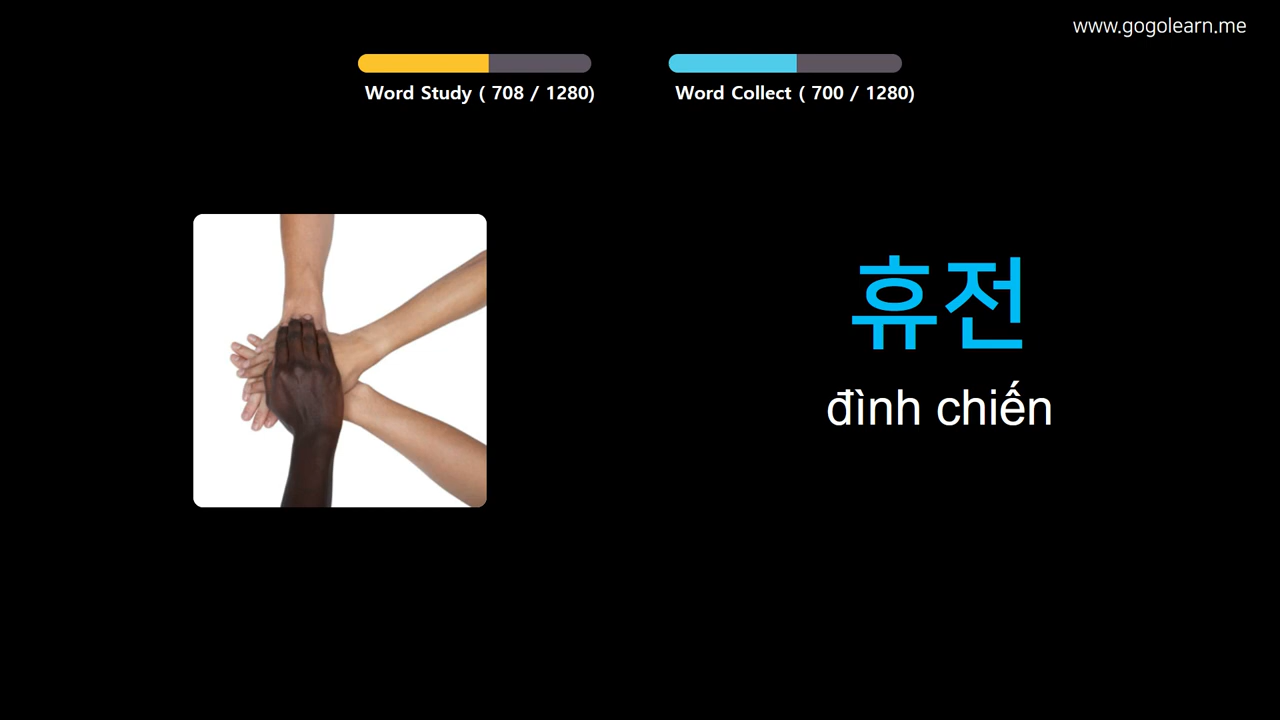 www.gogolearn.me
Word Study ( 708 / 1280)
Word Collect ( 700 / 1280)
휴전
đình chiến